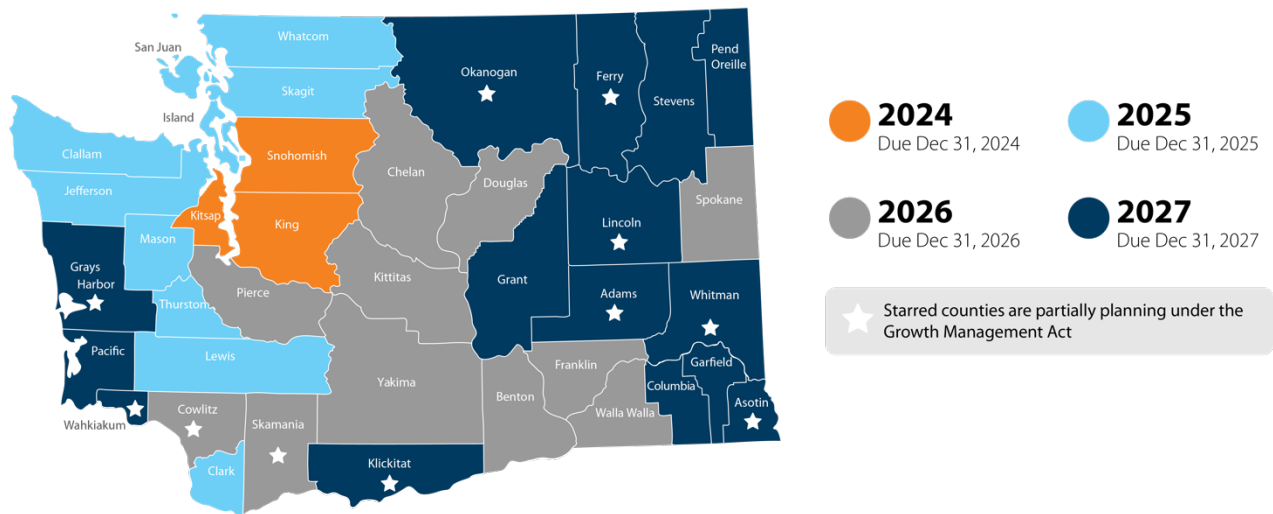 San Juan
Whatcom
Skagit
Island
Okanogan
Ferry
Stevens
Pend
Oreille
Clallam
Jefferson
Snohomish
Chelan
Douglas
Spokane
Kitsap
King
Mason
Lincoln
Grays
Harbor
Pierce
Kittitas
Grant
Adams
Whitman
Thurston
Pacific
Lewis
Yakima
Franklin
Garfield
Columbia
Benton
Walla Walla
Asotin
Wahkiakum
Cowlitz
Skamania
Clark
Klickitat
2024
Due Dec 31, 2024
2025
Due Dec 31, 2025
2026
Due Dec 31, 2026
2027
Due Dec 31, 2027
Starred counties are partially planning under the
Growth Management Act